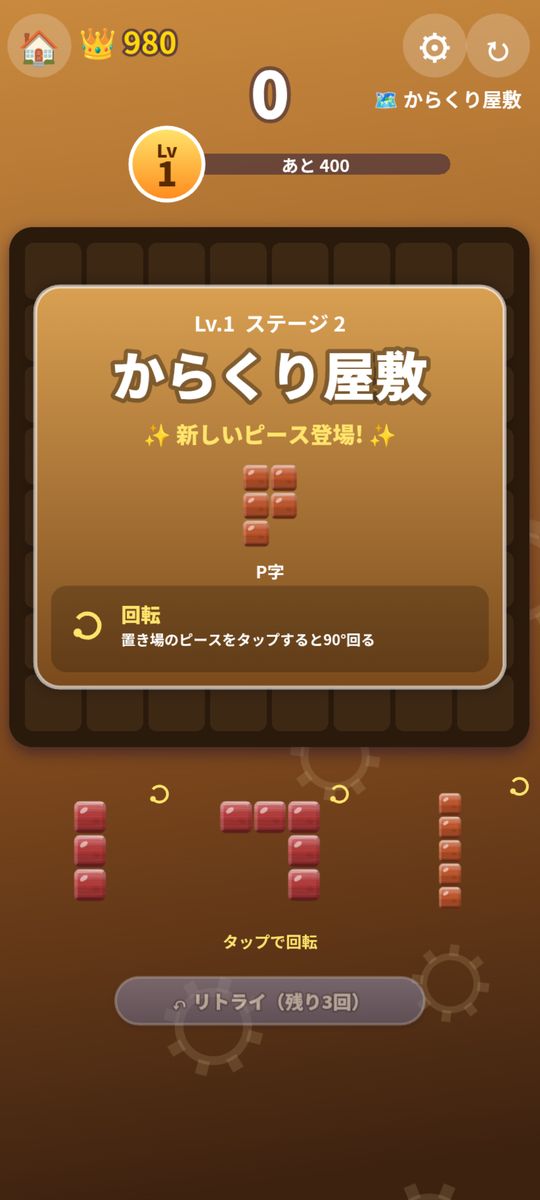 980
0
からくり屋敷
Lv
1
あと 400
Lv.1 ステージ 2
からくり屋敷
新しいピース登場!
P字
回転
置き場のピースをタップすると90°回る
タップで回転
リトライ（残り3回）